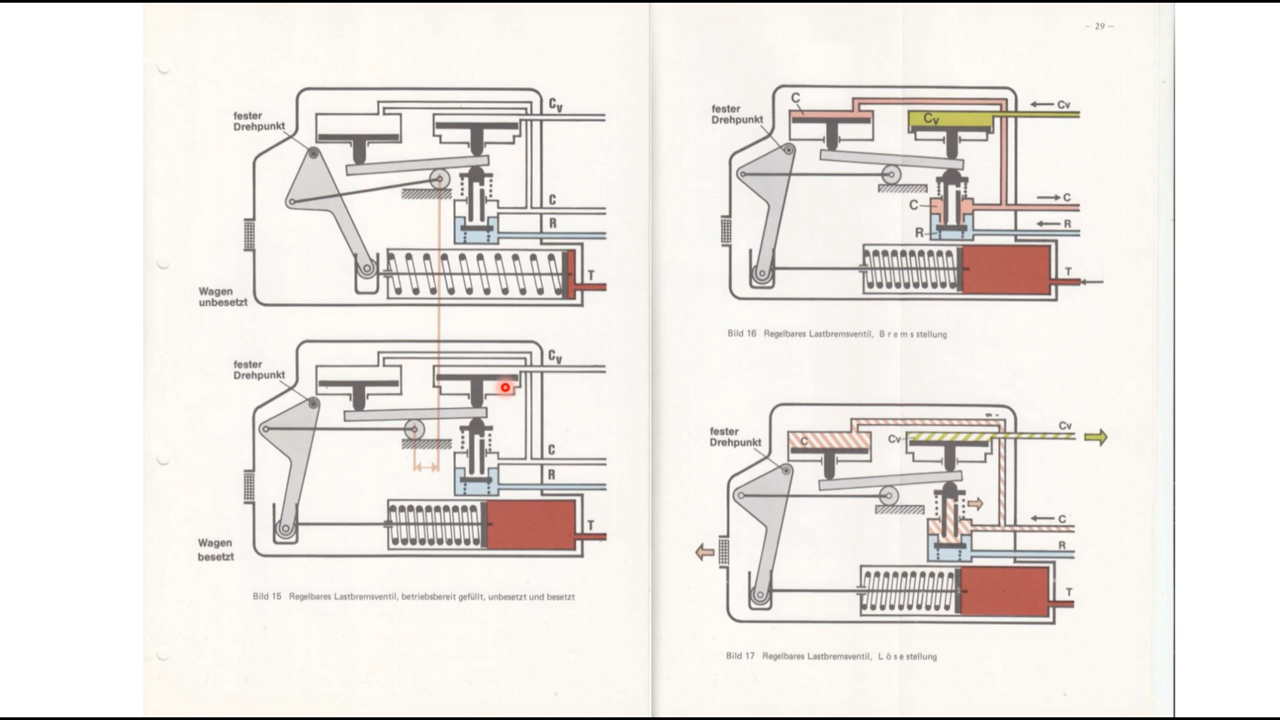 fester
Drehpunkt
Cv
C
R
T
Wagen
unbesetzt
fester
Drehpunkt
Cv
C
R
T
Wagen
besetzt
Bild 15 Regelbares Lastbremsventil, betriebsbereit gefüllt, unbesetzt und besetzt
– 29 –
fester
Drehpunkt
C
Cv
Cv
C
C
R
R
T
Bild 16 Regelbares Lastbremsventil, B r e m s stellung
fester
Drehpunkt
C
Cv
Cv
C
R
T
Bild 17 Regelbares Lastbremsventil, L ö s e stellung